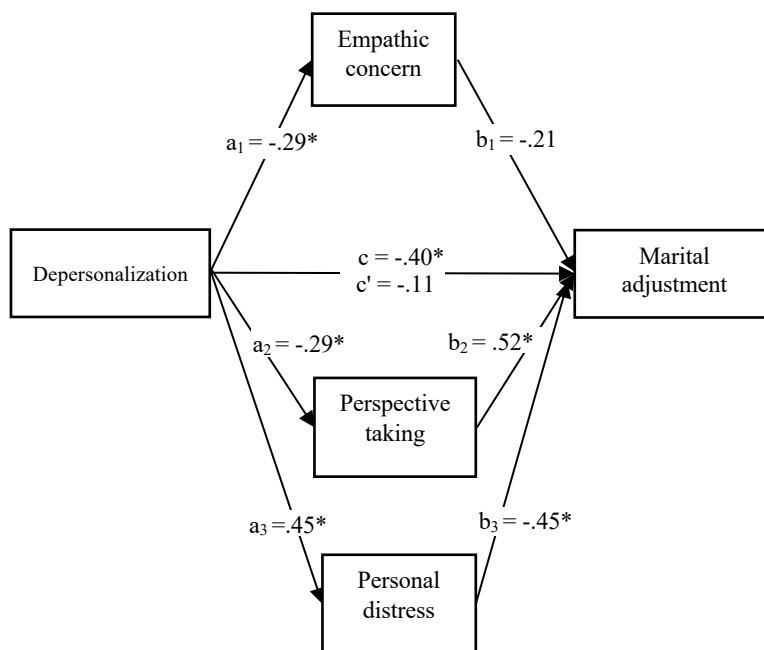 Empathic
concern
a₁ = -.29*
b₁ = -.21
Depersonalization
c = -.40*
c' = -.11
Marital
adjustment
a₂ = -.29*
b₂ = .52*
Perspective
taking
a₃ =.45*
b₃ = -.45*
Personal
distress